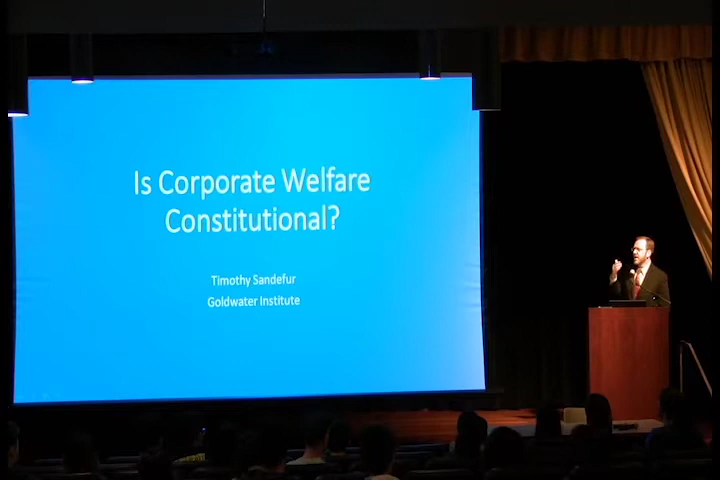 Is Corporate Welfare
Constitutional?
Timothy Sandefur
Goldwater Institute